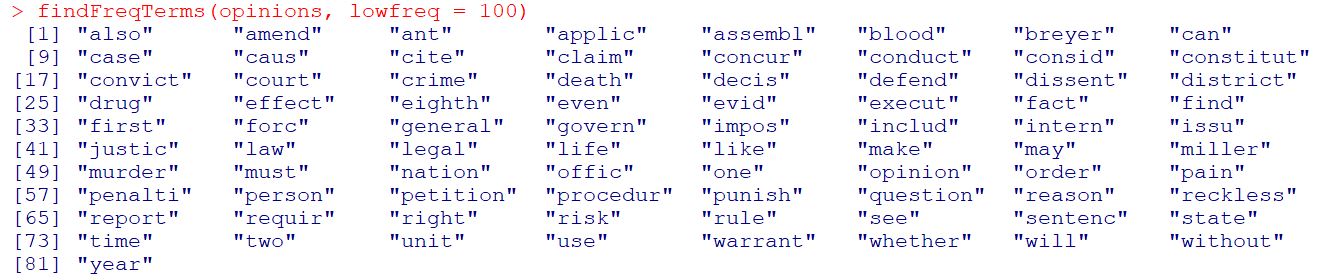 > findFreqTerms(opinions, lowfreq = 100)
[1] "also" "amend" "ant" "applic" "assembl" "blood" "breyer" "can"
[9] "case" "caus" "cite" "claim" "concur" "conduct" "consid" "constitut"
[17] "convict" "court" "crime" "death" "decis" "defend" "dissent" "district"
[25] "drug" "effect" "eighth" "even" "evid" "execut" "fact" "find"
[33] "first" "forc" "general" "govern" "impos" "includ" "intern" "issu"
[41] "justic" "law" "legal" "life" "like" "make" "may" "miller"
[49] "murder" "must" "nation" "offic" "one" "opinion" "order" "pain"
[57] "penalti" "person" "petition" "procedur" "punish" "question" "reason" "reckless"
[65] "report" "requir" "right" "risk" "rule" "see" "sentenc" "state"
[73] "time" "two" "unit" "use" "warrant" "whether" "will" "without"
[81] "year"